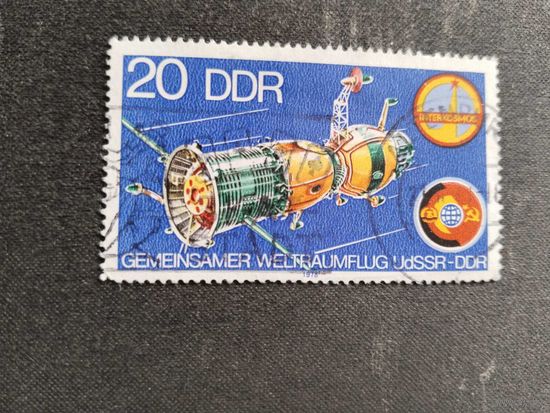 20 DDR
INTERKOSMOS
GEMEINSAMER WELTRAUMFLUG UdSSR-DDR
1978